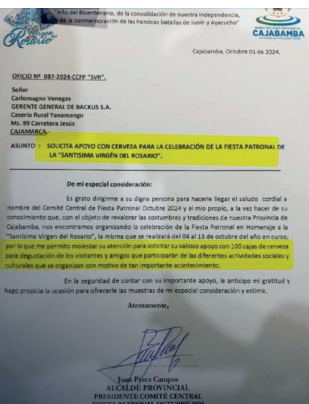 "Año del Bicentenario, de la consolidación de nuestra Independencia,
de la conmemoración de las heroicas batallas de Junín y Ayacucho"
Rosario
CAJABAMBA
Cajabamba, Octubre 01 de 2024.
OFICIO Nº 087-2024-CCFP "SVR".
Señor
Carlomagno Venegas
GERENTE GENERAL DE BACKUS S.A.
Caserío Rural Yanamango
Mz. 99 Carretera Jesús
CAJAMARCA.
ASUNTO : SOLICITA APOYO CON CERVEZA PARA LA CELEBRACIÓN DE LA FIESTA PATRONAL DE
LA "SANTISIMA VIRGÉN DEL ROSARIO".
De mi especial consideración:
Es grato dirigirme a su digna persona para hacerle llegar el saludo cordial a
nombre del Comité Central de Fiesta Patronal Octubre 2024 y el mío propio, a la vez hacer de su
conocimiento que, con el objeto de revalorar las costumbres y tradiciones de nuestra Provincia de
Cajabamba, nos encontramos organizando la celebración de la Fiesta Patronal en Homenaje a la
"Santísima Virgen del Rosario", la misma que se realizará del 04 al 13 de octubre del año en curso,
por lo que me permito molestar su atención para solicitar su valioso apoyo con 100 cajas de cerveza
para degustación de los visitantes y amigos que participarán de las diferentes actividades sociales y
culturales que se organizan con motivo de tan importante acontecimiento.
En la seguridad de contar con su importante apoyo, le anticipo mi gratitud y
hago propicia la ocasión para ofrecerle las muestras de mi especial consideración y estima.
Atentamente,
Juan Pérez Campos
ALCALDE PROVINCIAL
PRESIDENTE COMITÉ CENTRAL
FIESTA PATRONAL OCTUBRE 2024